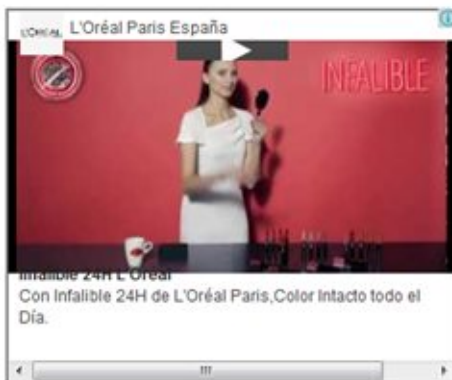 L'ORÉAL
L'Oréal Paris España
INFALIBLE
Infalible 24H L'Oréal
Con Infalible 24H de L'Oréal Paris,Color Intacto todo el
Día.